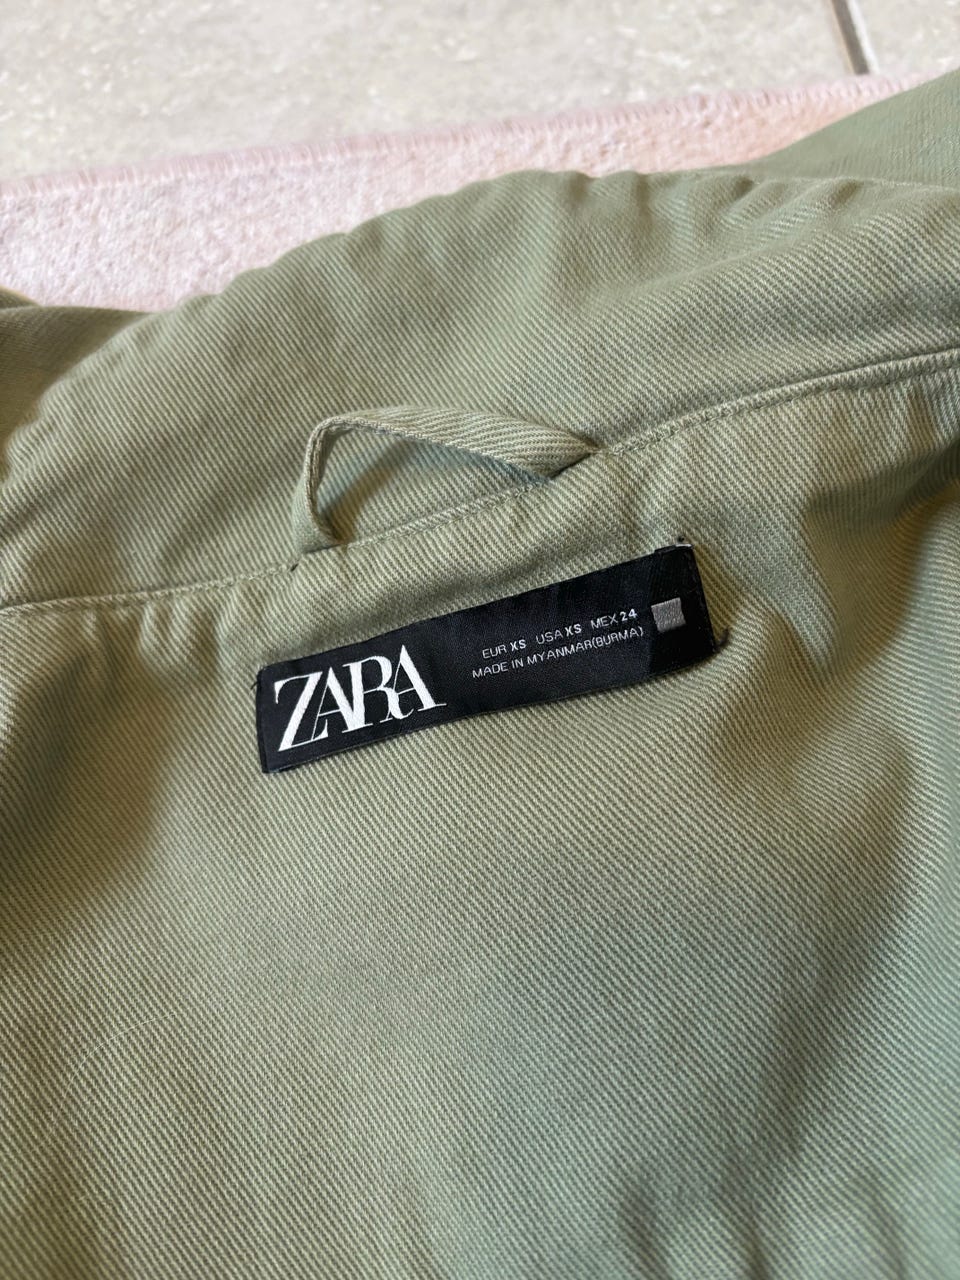 ZARA
EUR XS USA XS MEX 24
MADE IN MYANMAR(BURMA)